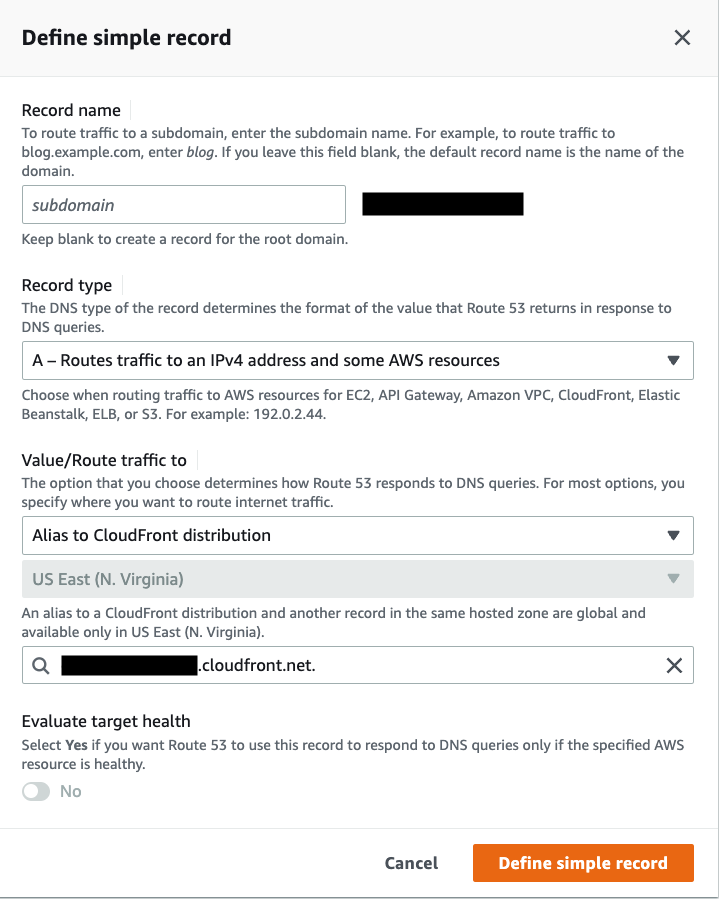 Define simple record
Record name
To route traffic to a subdomain, enter the subdomain name. For example, to route traffic to
blog.example.com, enter blog. If you leave this field blank, the default record name is the name of the
domain.
subdomain
Keep blank to create a record for the root domain.
Record type
The DNS type of the record determines the format of the value that Route 53 returns in response to
DNS queries.
A – Routes traffic to an IPv4 address and some AWS resources
Choose when routing traffic to AWS resources for EC2, API Gateway, Amazon VPC, CloudFront, Elastic
Beanstalk, ELB, or S3. For example: 192.0.2.44.
Value/Route traffic to
The option that you choose determines how Route 53 responds to DNS queries. For most options, you
specify where you want to route internet traffic.
Alias to CloudFront distribution
US East (N. Virginia)
An alias to a CloudFront distribution and another record in the same hosted zone are global and
available only in US East (N. Virginia).
.cloudfront.net.
Evaluate target health
Select Yes if you want Route 53 to use this record to respond to DNS queries only if the specified AWS
resource is healthy.
No
Cancel
Define simple record